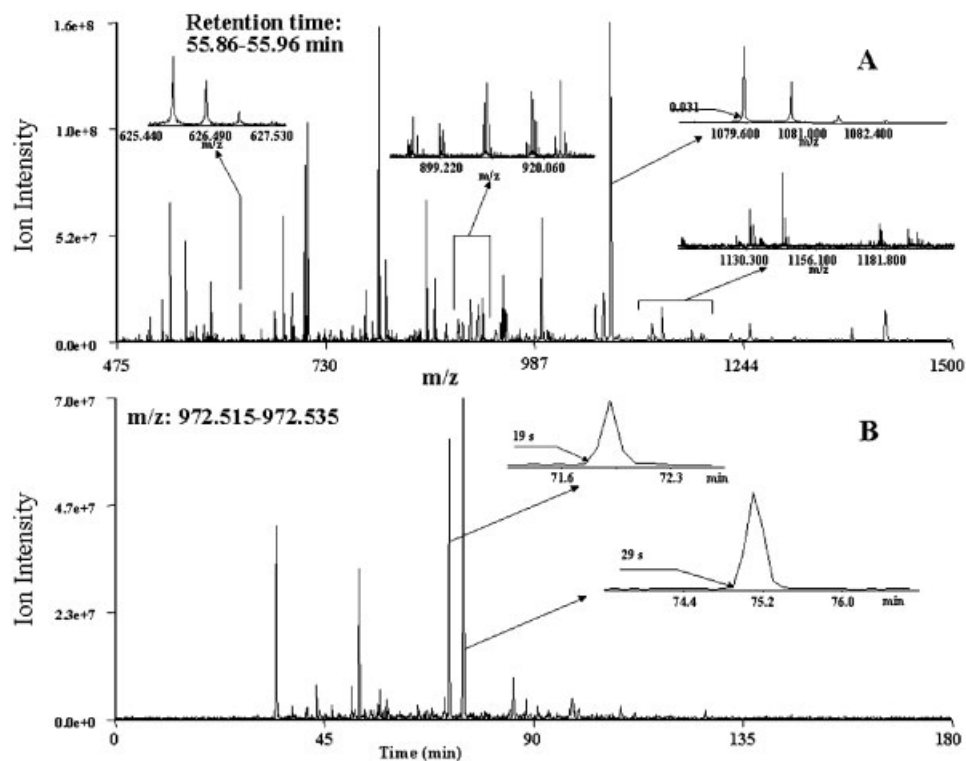 1.6e+8
Retention time:
55.86-55.96 min
A
0.031
625.440 626.490 627.530
m/z
1.0e+8
899.220 920.060
m/z
1079.600 1081.000 1082.400
m/z
Ion Intensity
5.2e+7
1130.300 1156.100 1181.800
m/z
0.0e+0
475 730 987 1244 1500
m/z
7.0e+7
m/z: 972.515-972.535
B
19 s
71.6 72.3 min
4.7e+7
Ion Intensity
29 s
74.4 75.2 76.0 min
2.3e+7
0.0e+0
0 45 90 135 180
Time (min)